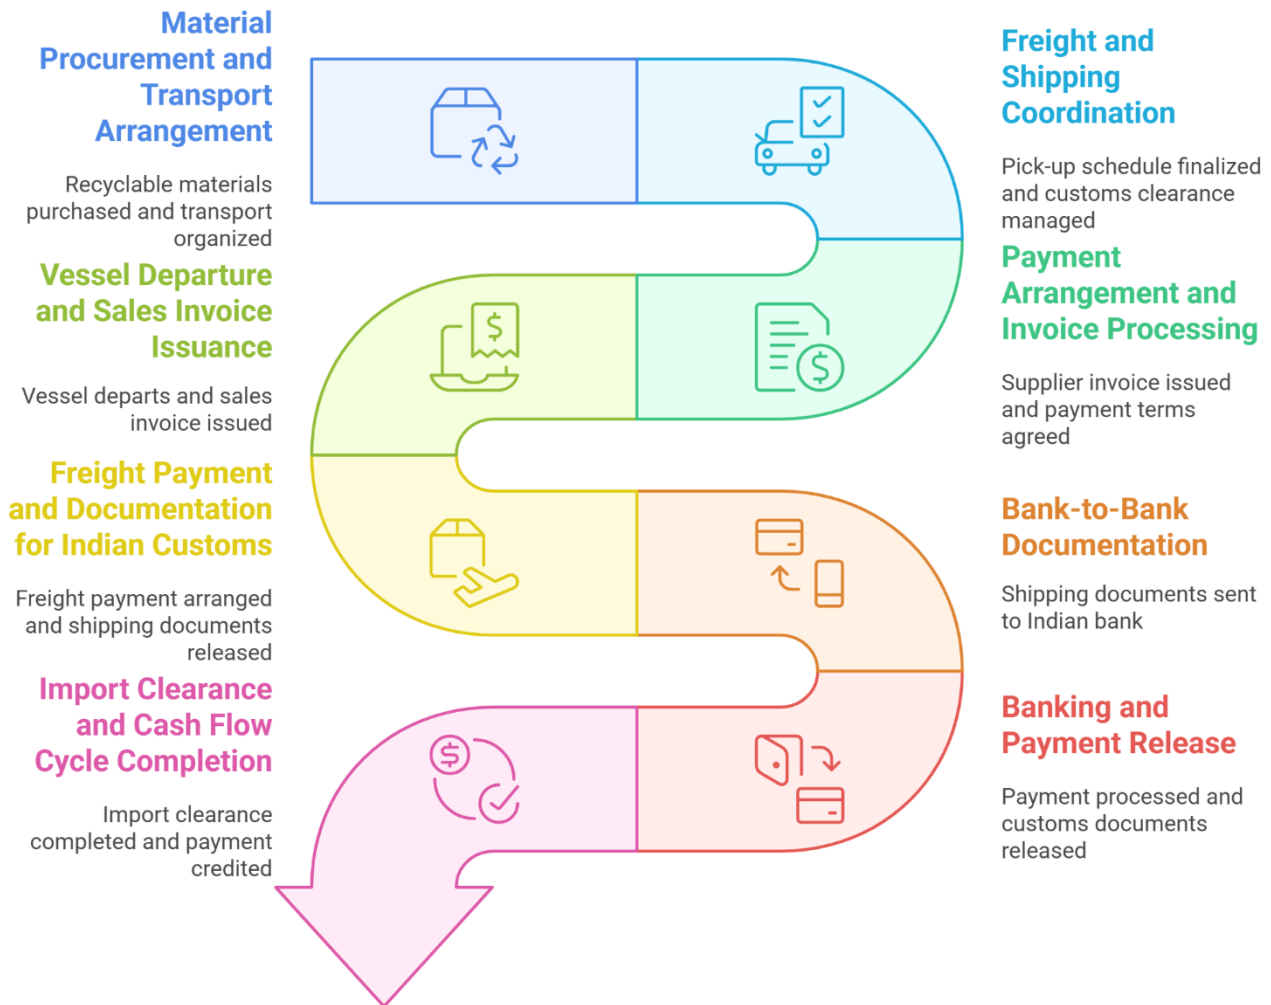 Material
Procurement and
Transport
Arrangement
Recyclable materials
purchased and transport
organized
Freight and
Shipping
Coordination
Pick-up schedule finalized
and customs clearance
managed
Payment
Arrangement and
Invoice Processing
Supplier invoice issued
and payment terms
agreed
Vessel Departure
and Sales Invoice
Issuance
Vessel departs and sales
invoice issued
Freight Payment
and Documentation
for Indian Customs
Freight payment arranged
and shipping documents
released
Bank-to-Bank
Documentation
Shipping documents sent
to Indian bank
Banking and
Payment Release
Payment processed and
customs documents
released
Import Clearance
and Cash Flow
Cycle Completion
Import clearance
completed and payment
credited